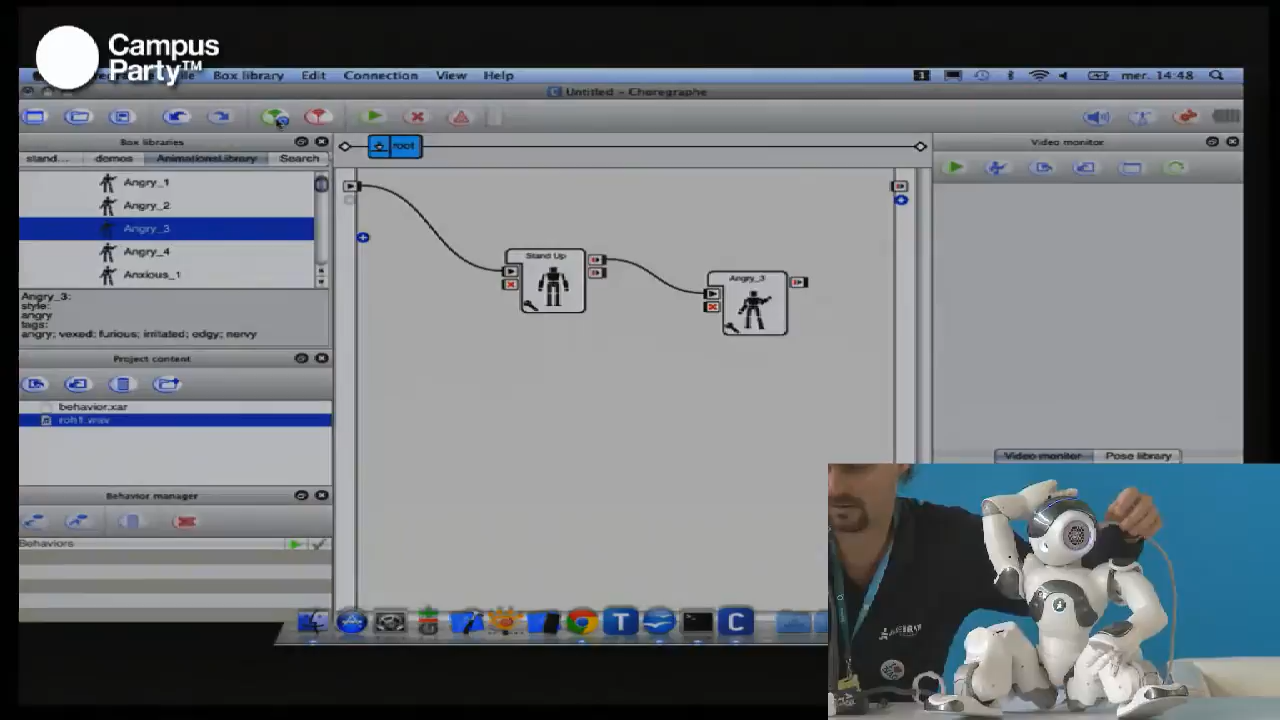 Campus
Party™
Box library Edit Connection View Help
mer. 14:48
Untitled - Choregraphe
Box libraries
root
Video monitor
stand... demos AnimationsLibrary Search
Angry_1
Angry_2
Angry_3
Angry_4
Anxious_1
Stand Up
Angry_3
Angry_3:
style:
angry
tags:
angry; vexed; furious; irritated; edgy; nervy
Project content
behavior.xar
Video monitor Pose library
Behavior manager
Behaviors